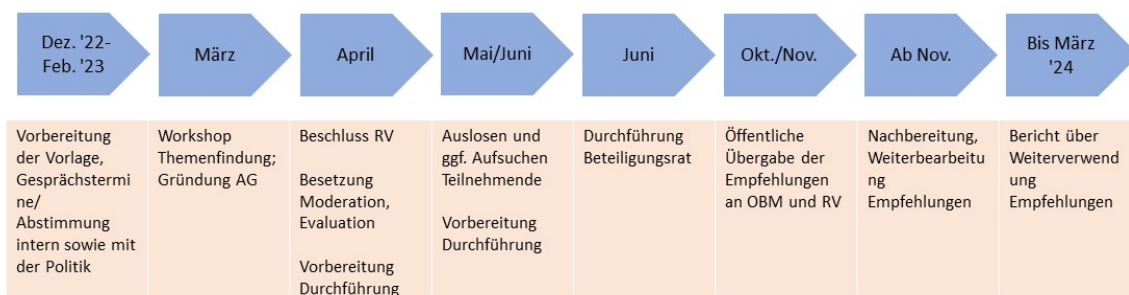 Dez. '22-
Feb. '23
März
April
Mai/Juni
Juni
Okt./Nov.
Ab Nov.
Bis März
'24
Vorbereitung
der Vorlage,
Gesprächstermi
ne/
Abstimmung
intern sowie mit
der Politik
Workshop
Themenfindung;
Gründung AG
Beschluss RV
Besetzung
Moderation,
Evaluation
Vorbereitung
Durchführung
Auslosen und
ggf. Aufsuchen
Teilnehmende
Vorbereitung
Durchführung
Durchführung
Beteiligungsrat
Öffentliche
Übergabe der
Empfehlungen
an OBM und RV
Nachbereitung,
Weiterbearbeitu
ng
Empfehlungen
Bericht über
Weiterverwend
ung
Empfehlungen